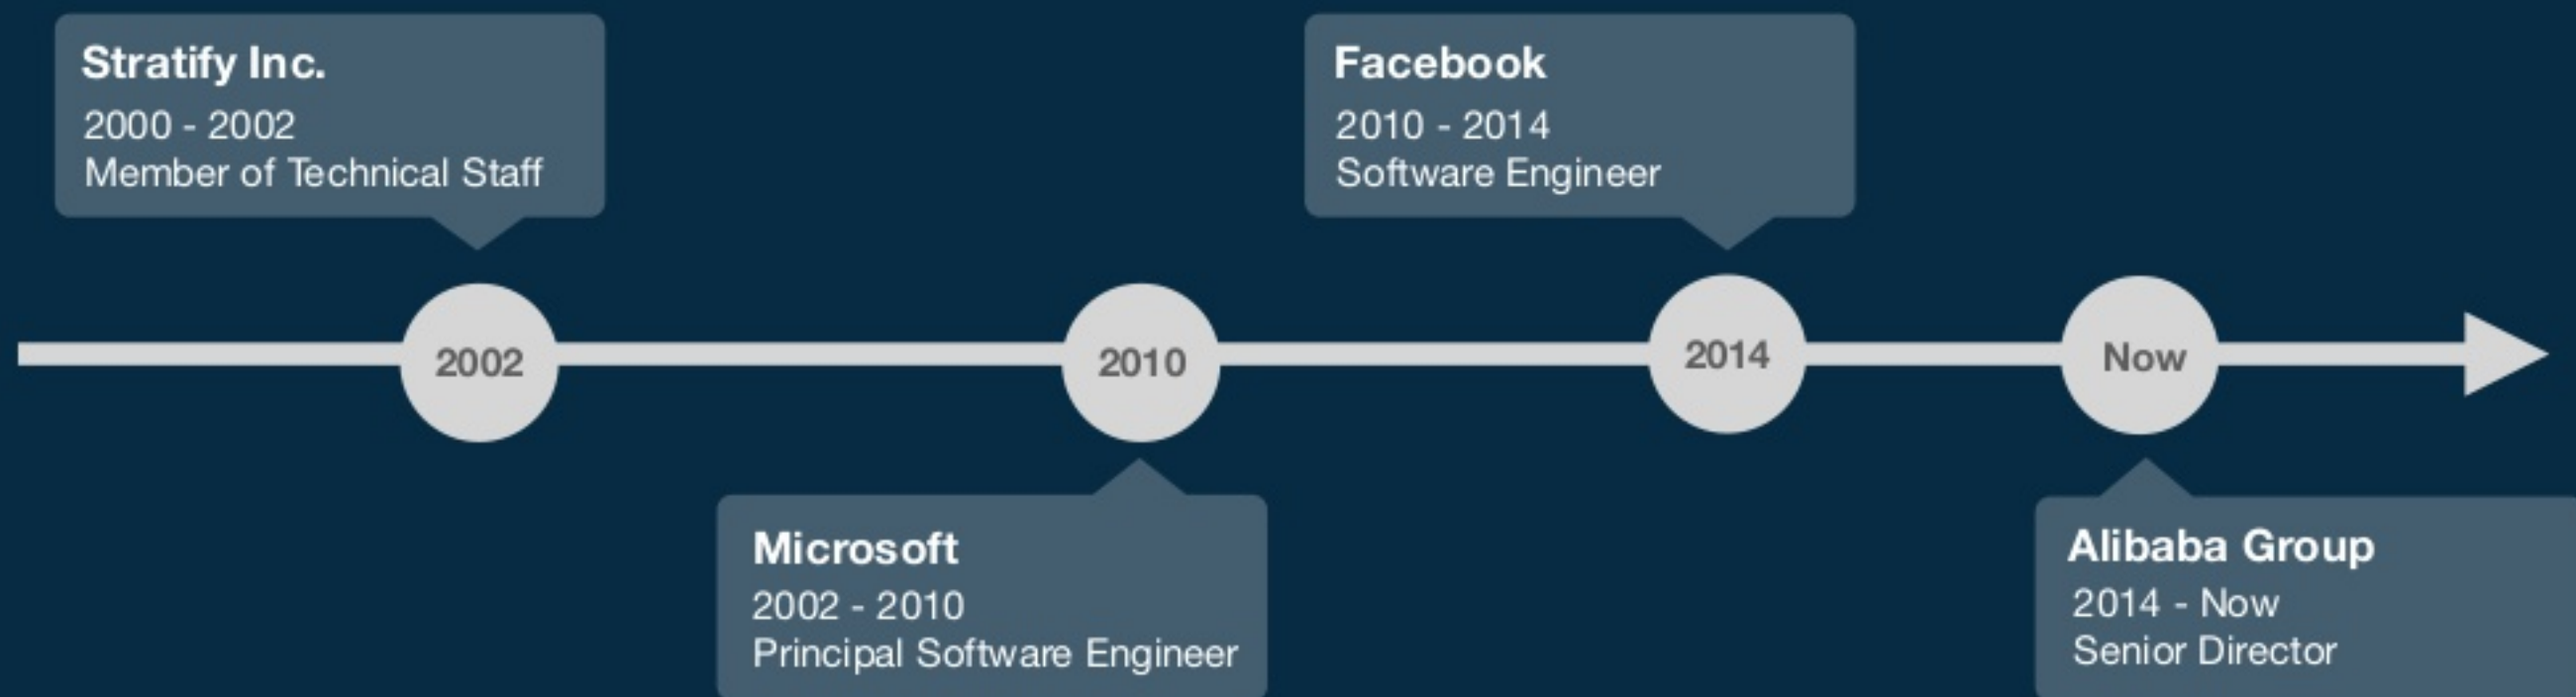 Stratify Inc.
2000 - 2002
Member of Technical Staff
Facebook
2010 - 2014
Software Engineer
2002
2010
2014
Now
Microsoft
2002 - 2010
Principal Software Engineer
Alibaba Group
2014 - Now
Senior Director